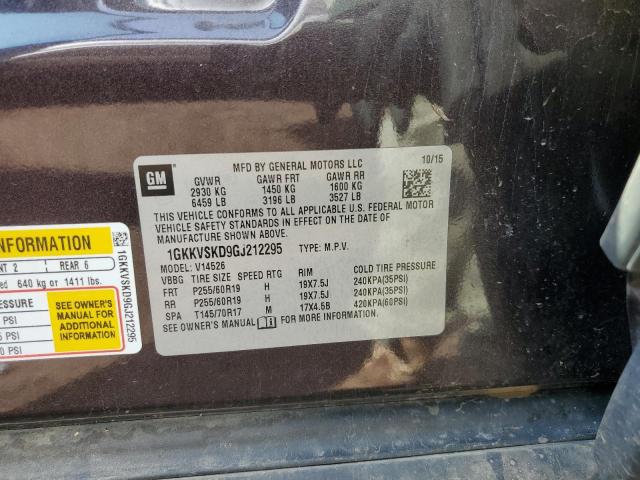 GM
MFD BY GENERAL MOTORS LLC
10/15
GVWR GAWR FRT GAWR RR
2930 KG 1450 KG 1600 KG
6459 LB 3196 LB 3527 LB
THIS VEHICLE CONFORMS TO ALL APPLICABLE U.S. FEDERAL MOTOR
VEHICLE SAFETY STANDARDS IN EFFECT ON THE DATE OF
MANUFACTURE SHOWN ABOVE.
1GKKVSKD9GJ212295 TYPE: M.P.V.
MODEL: V14526
VBBG TIRE SIZE SPEED RTG RIM COLD TIRE PRESSURE
FRT P255/60R19 H 19X7.5J 240KPA(35PSI)
RR P255/60R19 H 19X7.5J 240KPA(35PSI)
SPA T145/70R17 M 17X4.5B 420KPA(60PSI)
SEE OWNER'S MANUAL FOR MORE INFORMATION.
INFORMATION
NT 2 REAR 6
ed 640 kg or 1411 lbs.
ESSURE
PSI
5 PSI
0 PSI
SEE OWNER'S
MANUAL FOR
ADDITIONAL
INFORMATION
1GKKVSKD9GJ212295